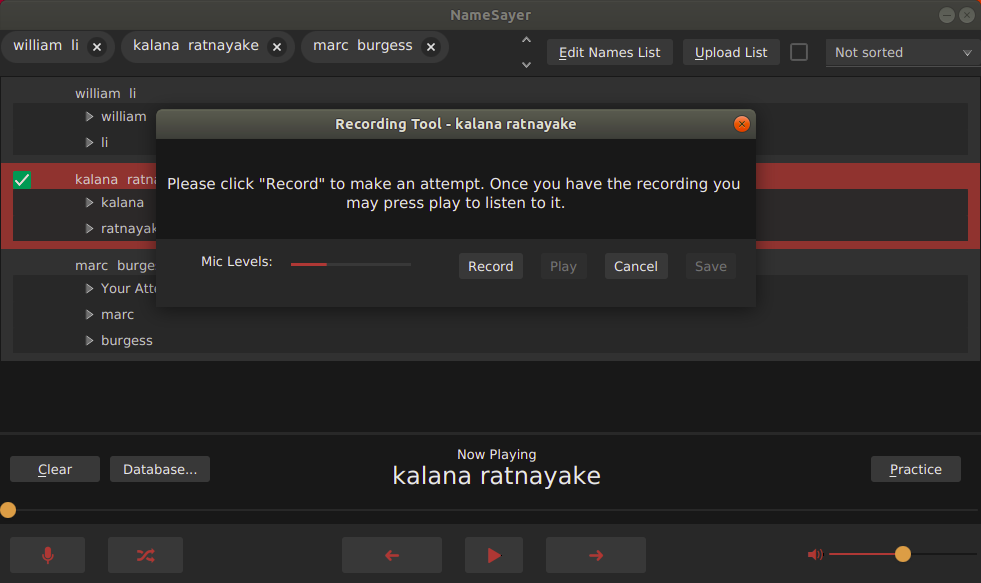 NameSayer
william li
kalana ratnayake
marc burgess
Edit Names List
Upload List
Not sorted
william li
william
li
Recording Tool - kalana ratnayake
Please click "Record" to make an attempt. Once you have the recording you
may press play to listen to it.
Mic Levels:
Record
Play
Cancel
Save
kalana ratna
kalana
ratnayak
marc burge
Your Atte
marc
burgess
Clear
Database...
Now Playing
kalana ratnayake
Practice